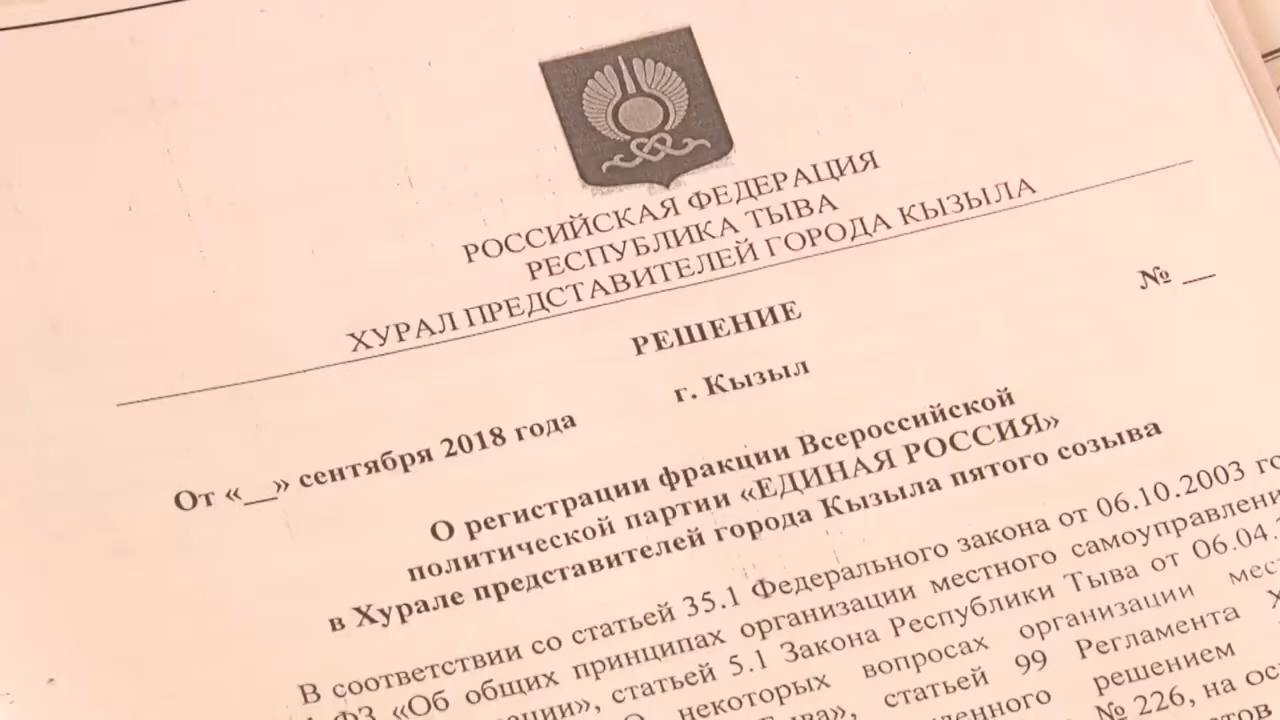 РОССИЙСКАЯ ФЕДЕРАЦИЯ
РЕСПУБЛИКА ТЫВА
ХУРАЛ ПРЕДСТАВИТЕЛЕЙ ГОРОДА КЫЗЫЛА
РЕШЕНИЕ
№ __
г. Кызыл
От «__» сентября 2018 года
О регистрации фракции Всероссийской
политической партии «ЕДИНАЯ РОССИЯ»
в Хурале представителей города Кызыла пятого созыва
В соответствии со статьей 35.1 Федерального закона от 06.10.2003
ФЗ «Об общих принципах организации местного
статьей 5.1 Закона Республики Тыва от 06.04.
некоторых вопросах организации
статьей 99 Регламента
решением
№ 226, на